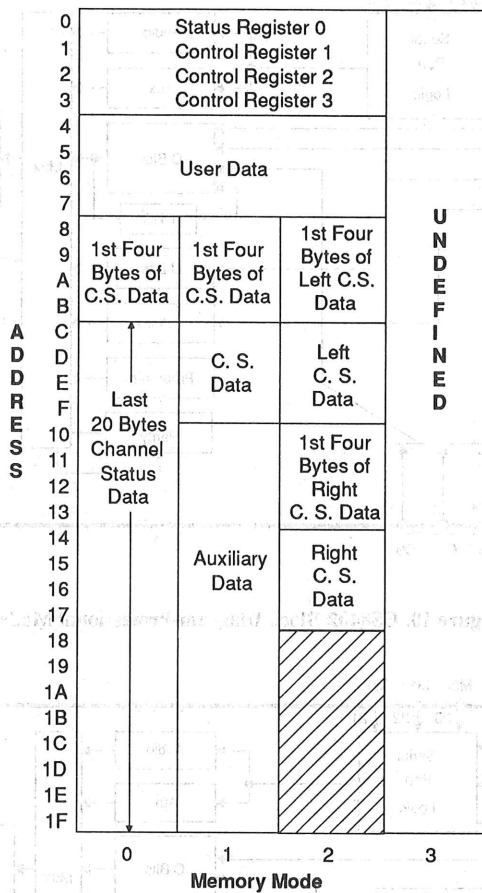 0
1
2
3
4
5
6
7
8
9
A
B
C
D
E
F
10
11
12
13
14
15
16
17
18
19
1A
1B
1C
1D
1E
1F
ADDRESS
Status Register 0
Control Register 1
Control Register 2
Control Register 3
User Data
1st Four
Bytes of
C.S. Data
1st Four
Bytes of
C.S. Data
1st Four
Bytes of
Left C.S.
Data
Last
20 Bytes
Channel
Status
Data
C. S.
Data
Left
C. S.
Data
1st Four
Bytes of
Right
C. S. Data
Auxiliary
Data
Right
C. S.
Data
UNDEFINED
0 1 2 3
Memory Mode